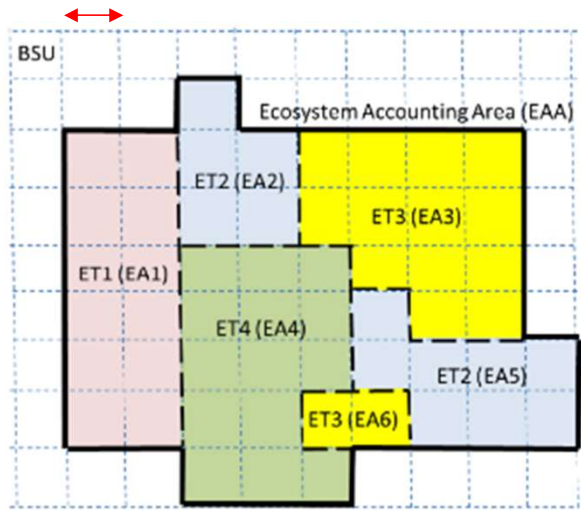 BSU
Ecosystem Accounting Area (EAA)
ET2 (EA2)
ET3 (EA3)
ET1 (EA1)
ET4 (EA4)
ET2 (EA5)
ET3 (EA6)